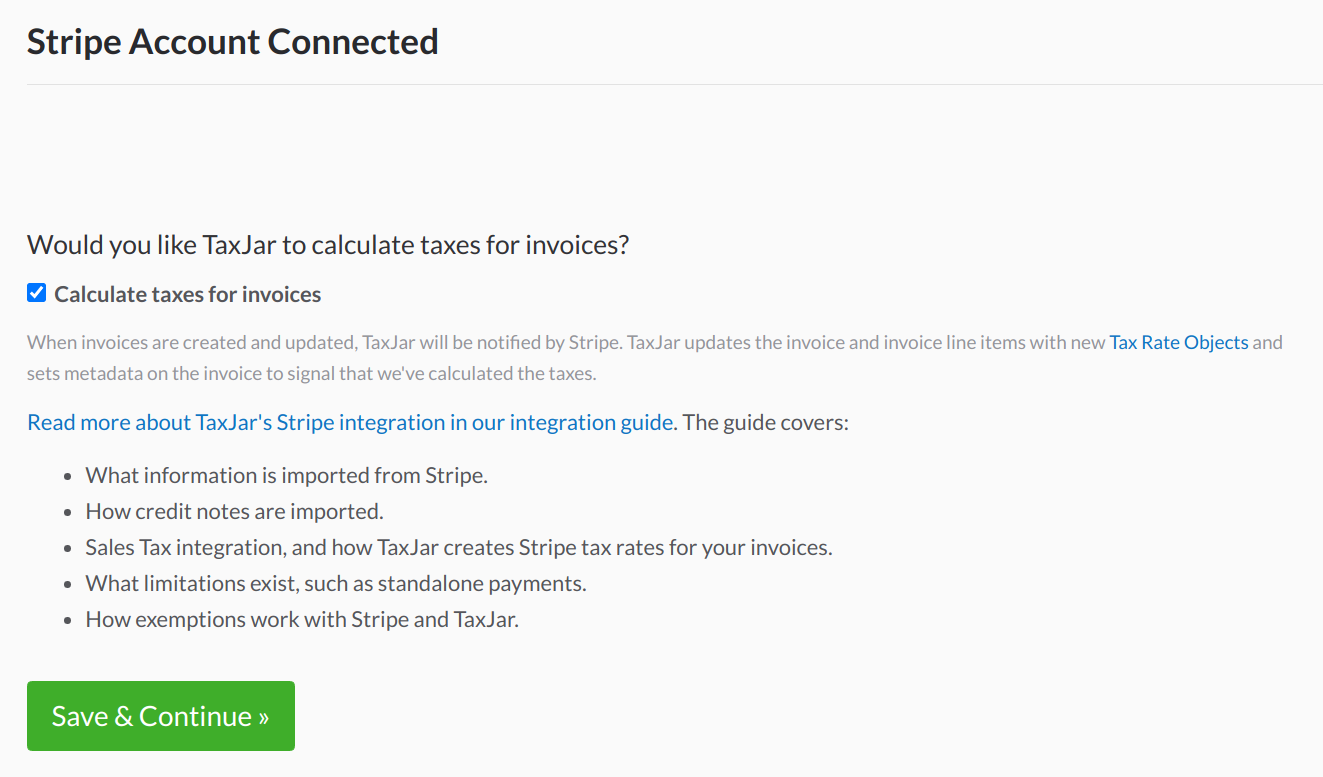 Stripe Account Connected
Would you like TaxJar to calculate taxes for invoices?
Calculate taxes for invoices
When invoices are created and updated, TaxJar will be notified by Stripe. TaxJar updates the invoice and invoice line items with new Tax Rate Objects and
sets metadata on the invoice to signal that we've calculated the taxes.
Read more about TaxJar's Stripe integration in our integration guide. The guide covers:
• What information is imported from Stripe.
• How credit notes are imported.
• Sales Tax integration, and how TaxJar creates Stripe tax rates for your invoices.
• What limitations exist, such as standalone payments.
• How exemptions work with Stripe and TaxJar.
Save & Continue »